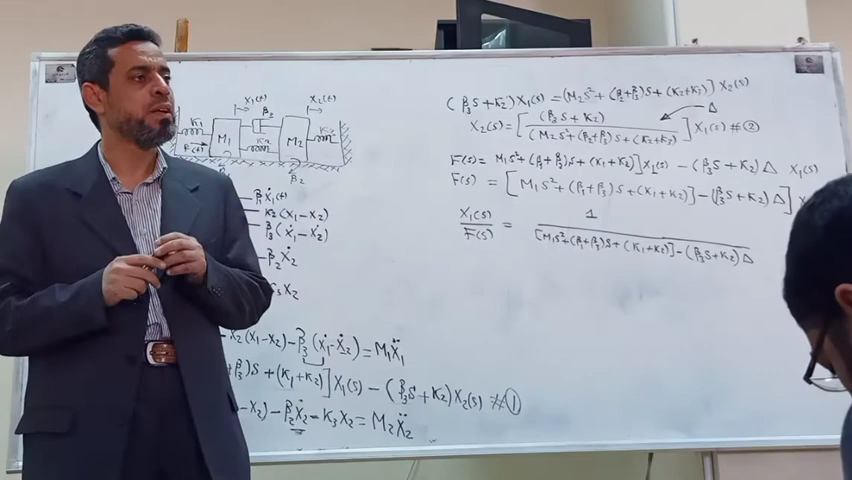 x₁(t)
x₂(t)
β₃
K₁
M₁
K₂
M₂
F(t)
β₂
β₁ẋ₁(t)
K₂(x₁-x₂)
β₃(ẋ₁-ẋ₂)
β₂ẋ₂
x₂
K₂(x₁-x₂)-β₃(ẋ₁-ẋ₂)=M₁ẍ₁
)S+(K₁+K₂)]X₁(S)-(β₃S+K₂)X₂(S) #①
-x₂)-β₂ẋ₂-K₃x₂=M₂ẍ₂
(β₃S+K₂)X₁(S)=(M₂S²+(β₂+β₃)S+(K₂+K₃)]X₂(S)
X₂(S)=[(β₃S+K₂)/(M₂S²+(β₂+β₃)S+(K₂+K₃)]X₁(S) #②
Δ
F(S)=M₁S²+(β₁+β₃)S+(K₁+K₂)]X₁(S)-(β₃S+K₂)Δ X₁(S)
F(S)=[M₁S²+(β₁+β₃)S+(K₁+K₂)]-(β₃S+K₂)Δ]X
X₁(S)/F(S)=1/[M₁S²+(β₁+β₃)S+(K₁+K₂)]-(β₃S+K₂)Δ